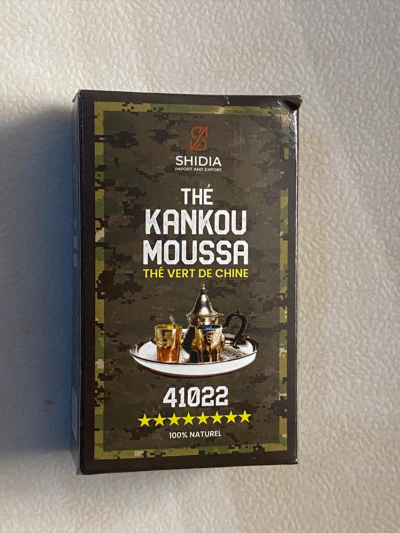 SHIDIA
IMPORT AND EXPORT
THÉ
KANKOU
MOUSSA
THÉ VERT DE CHINE
41022
100% NATUREL